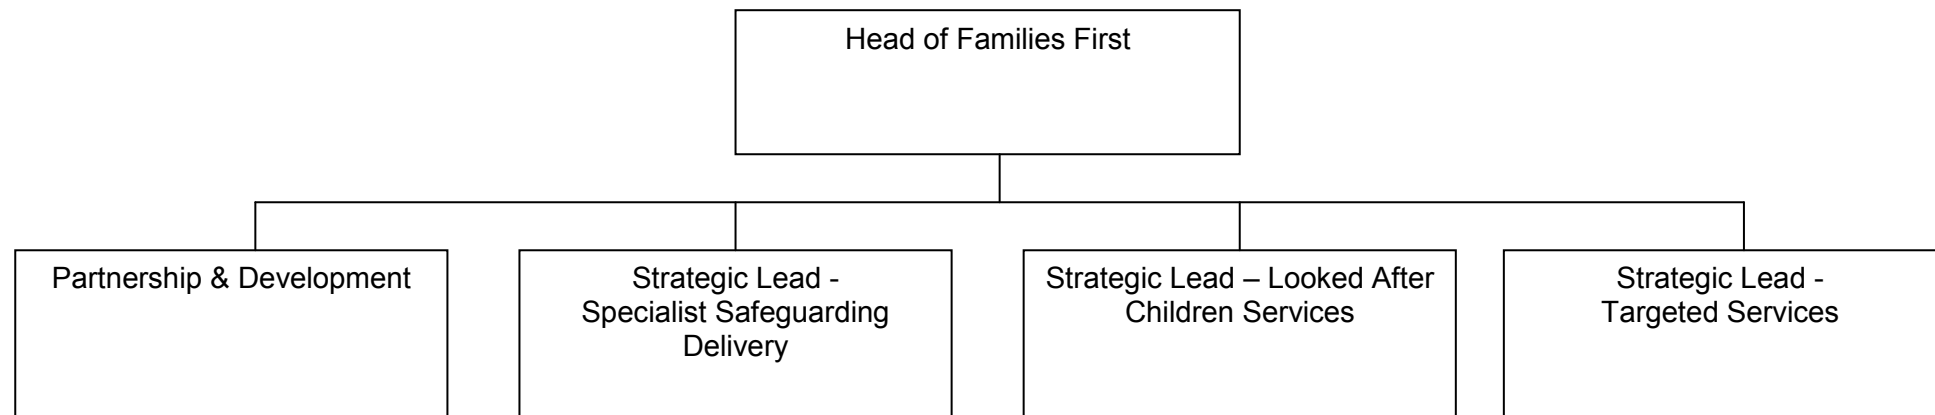 Head of Families First
Partnership & Development
Strategic Lead -
Specialist Safeguarding
Delivery
Strategic Lead – Looked After
Children Services
Strategic Lead -
Targeted Services